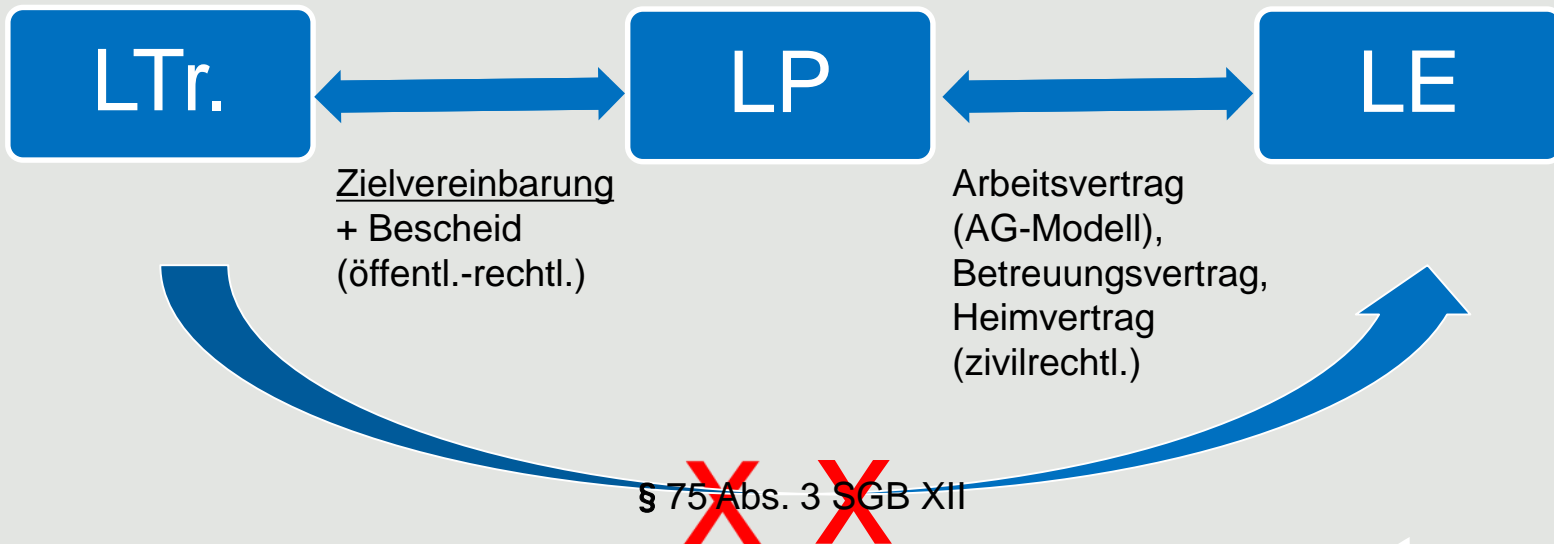 LTr.
LP
LE
Zielvereinbarung
+ Bescheid
(öffentl.-rechtl.)
Arbeitsvertrag
(AG-Modell),
Betreuungsvertrag,
Heimvertrag
(zivilrechtl.)
§ 75 Abs. 3 SGB XII
X X